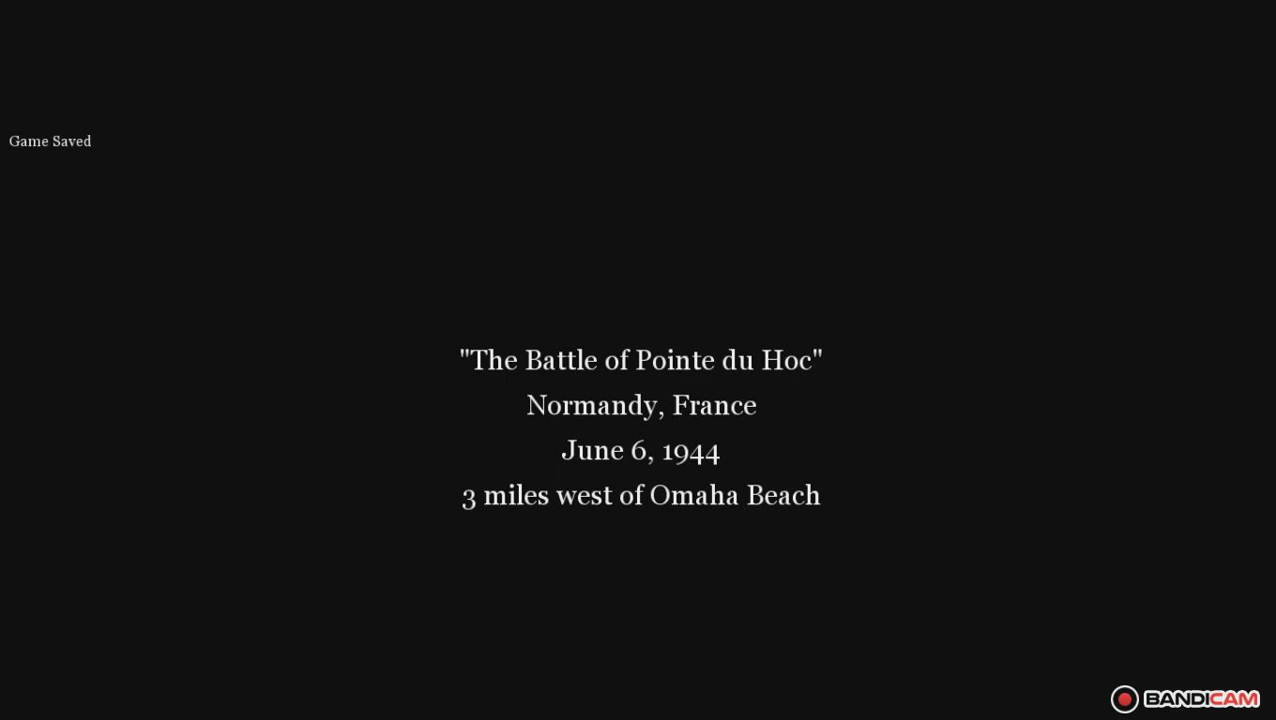 Game Saved
"The Battle of Pointe du Hoc"
Normandy, France
June 6, 1944
3 miles west of Omaha Beach
BANDICAM